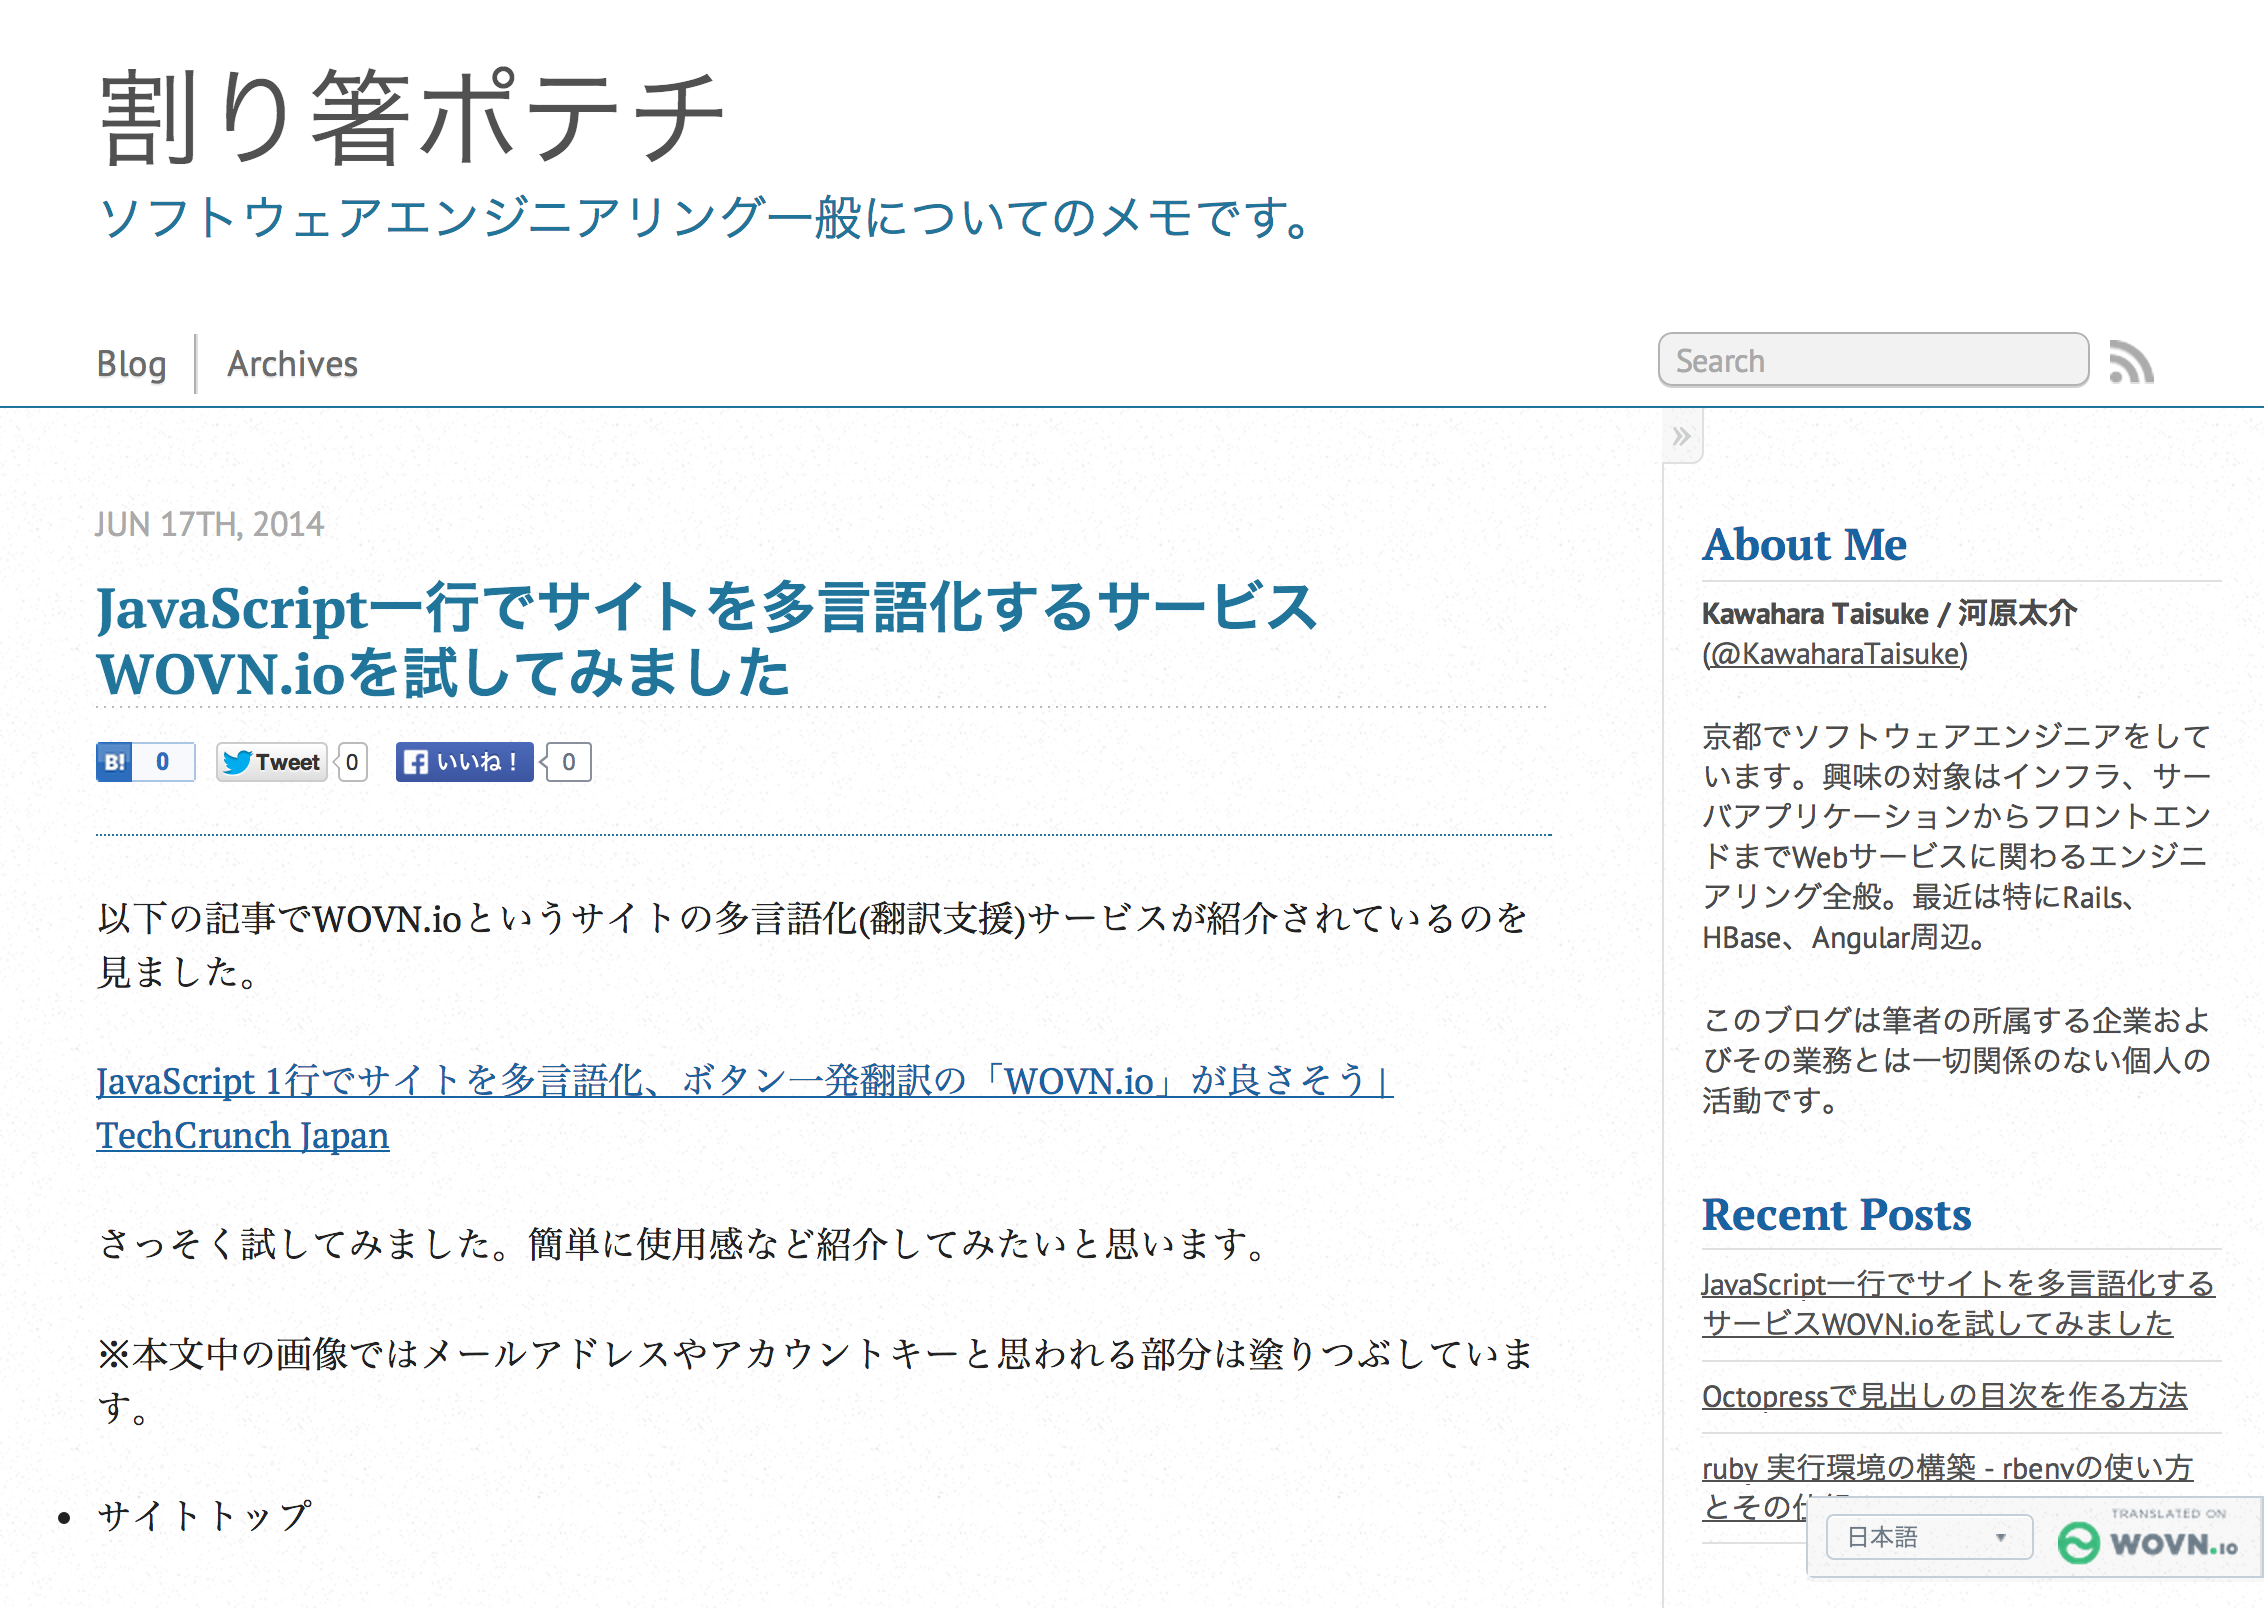 割り箸ポテチ
ソフトウェアエンジニアリング一般についてのメモです。
Blog
Archives
Search
»
JUN 17TH, 2014
JavaScript一行でサイトを多言語化するサービス
WOVN.ioを試してみました
B! 0
Tweet 0
いいね！ 0
以下の記事でWOVN.ioというサイトの多言語化(翻訳支援)サービスが紹介されているのを
見ました。
JavaScript 1行でサイトを多言語化、ボタン一発翻訳の「WOVN.io」が良さそう |
TechCrunch Japan
さっそく試してみました。簡単に使用感など紹介してみたいと思います。
※本文中の画像ではメールアドレスやアカウントキーと思われる部分は塗りつぶしていま
す。
サイトトップ
About Me
Kawahara Taisuke / 河原太介
(@KawaharaTaisuke)
京都でソフトウェアエンジニアをして
います。興味の対象はインフラ、サー
バアプリケーションからフロントエン
ドまでWebサービスに関わるエンジニ
アリング全般。最近は特にRails、
HBase、Angular周辺。
このブログは筆者の所属する企業およ
びその業務とは一切関係のない個人の
活動です。
Recent Posts
JavaScript一行でサイトを多言語化する
サービスWOVN.ioを試してみました
Octopressで見出しの目次を作る方法
ruby 実行環境の構築 - rbenvの使い方
とその
日本語
TRANSLATED ON
WOVN.io